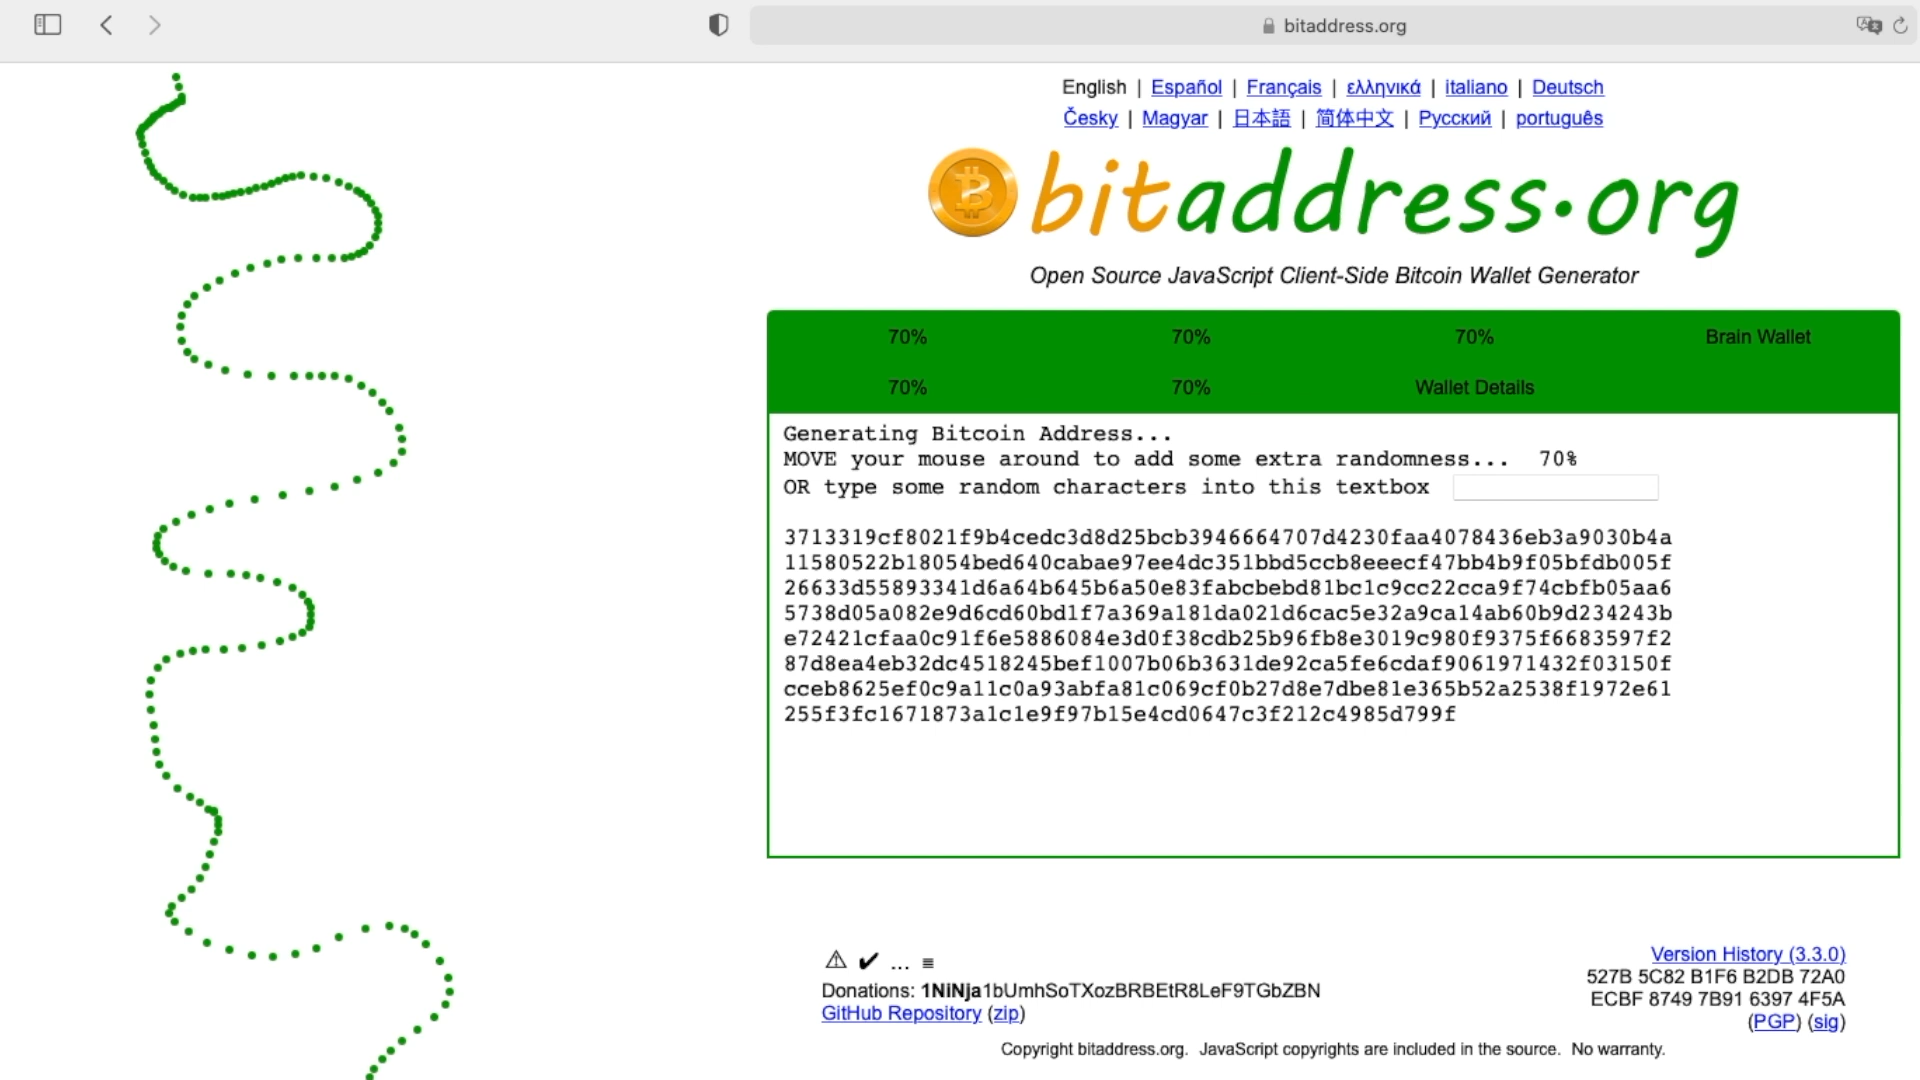 bitaddress.org
English | Español | Français | ελληνικά | italiano | Deutsch
Česky | Magyar | 日本語 | 简体中文 | Русский | português
bitaddress.org
Open Source JavaScript Client-Side Bitcoin Wallet Generator
70% 70% 70% Brain Wallet
70% 70% Wallet Details
Generating Bitcoin Address...
MOVE your mouse around to add some extra randomness... 70%
OR type some random characters into this textbox
3713319cf8021f9b4cedc3d8d25bcb3946664707d4230faa4078436eb3a9030b4a
11580522b18054bed640cabae97ee4dc351bbd5ccb8eeecf47bb4b9f05bfdb005f
26633d55893341d6a64b645b6a50e83fabcbebd81bc1c9cc22cca9f74cbfb05aa6
5738d05a082e9d6cd60bd1f7a369a181da021d6cac5e32a9ca14ab60b9d234243b
e72421cfaa0c91f6e5886084e3d0f38cdb25b96fb8e3019c980f9375f6683597f2
87d8ea4eb32dc4518245bef1007b06b3631de92ca5fe6cdaf9061971432f03150f
cceb8625ef0c9a11c0a93abfa81c069cf0b27d8e7dbe81e365b52a2538f1972e61
255f3fc1671873a1c1e9f97b15e4cd0647c3f212c4985d799f
⚠ ✔ ... ≡
Donations: 1NiNja1bUmhSoTXozBRBEtR8LeF9TGbZBN
GitHub Repository (zip)
Version History (3.3.0)
527B 5C82 B1F6 B2DB 72A0
ECBF 8749 7B91 6397 4F5A
(PGP) (sig)
Copyright bitaddress.org. JavaScript copyrights are included in the source. No warranty.